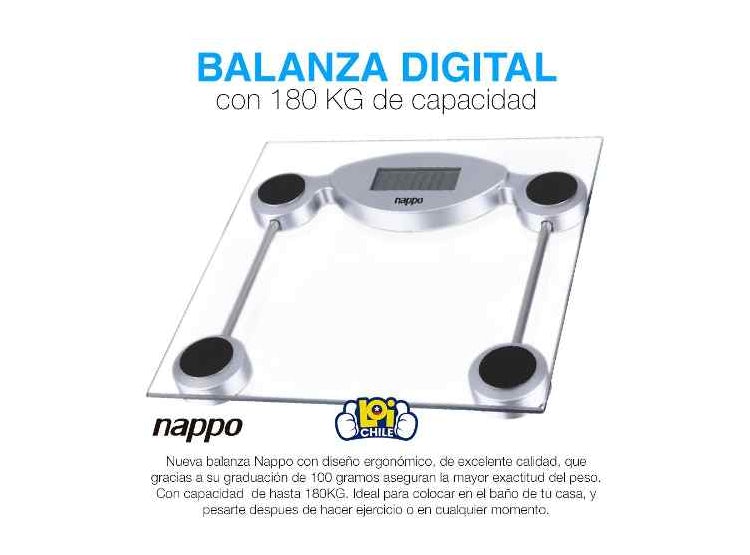 BALANZA DIGITAL
con 180 KG de capacidad
nappo
nappo
LOi
CHILE
Nueva balanza Nappo con diseño ergonómico, de excelente calidad, que
gracias a su graduación de 100 gramos aseguran la mayor exactitud del peso.
Con capacidad  de hasta 180KG. Ideal para colocar en el baño de tu casa, y
pesarte despues de hacer ejercicio o en cualquier momento.